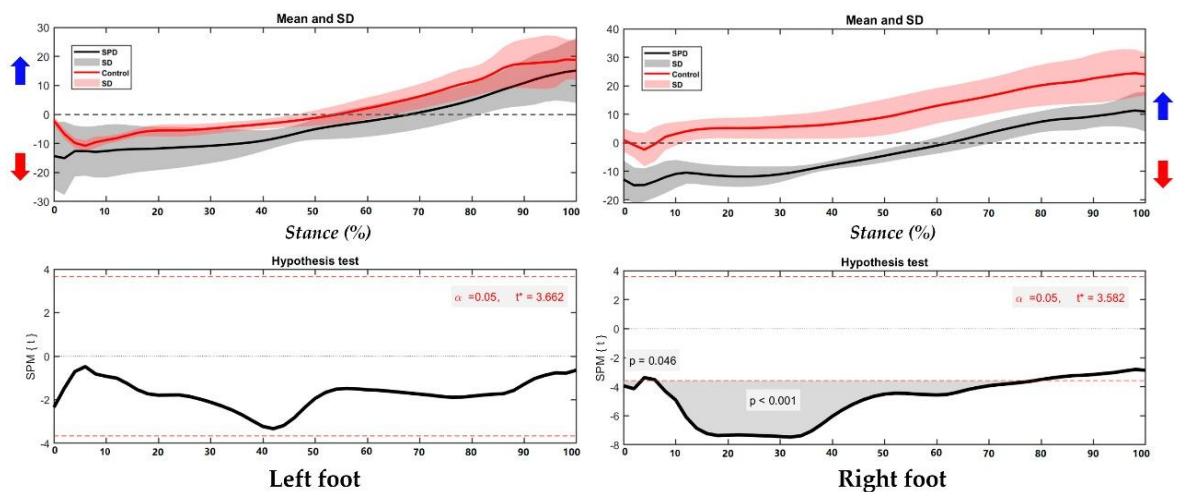 Mean and SD
30
20
10
0
-10
-20
-30
SPD
SD
Control
SD
0 10 20 30 40 50 60 70 80 90 100
Stance (%)
Mean and SD
40
30
20
10
0
-10
-20
SPD
SD
Control
SD
0 10 20 30 40 50 60 70 80 90 100
Stance (%)
Hypothesis test
SPM { t }
4
2
0
-2
-4
α =0.05, t* = 3.662
0 10 20 30 40 50 60 70 80 90 100
Left foot
Hypothesis test
SPM { t }
4
2
0
-2
-4
-6
-8
α =0.05, t* = 3.582
p = 0.046
p < 0.001
0 10 20 30 40 50 60 70 80 90 100
Right foot